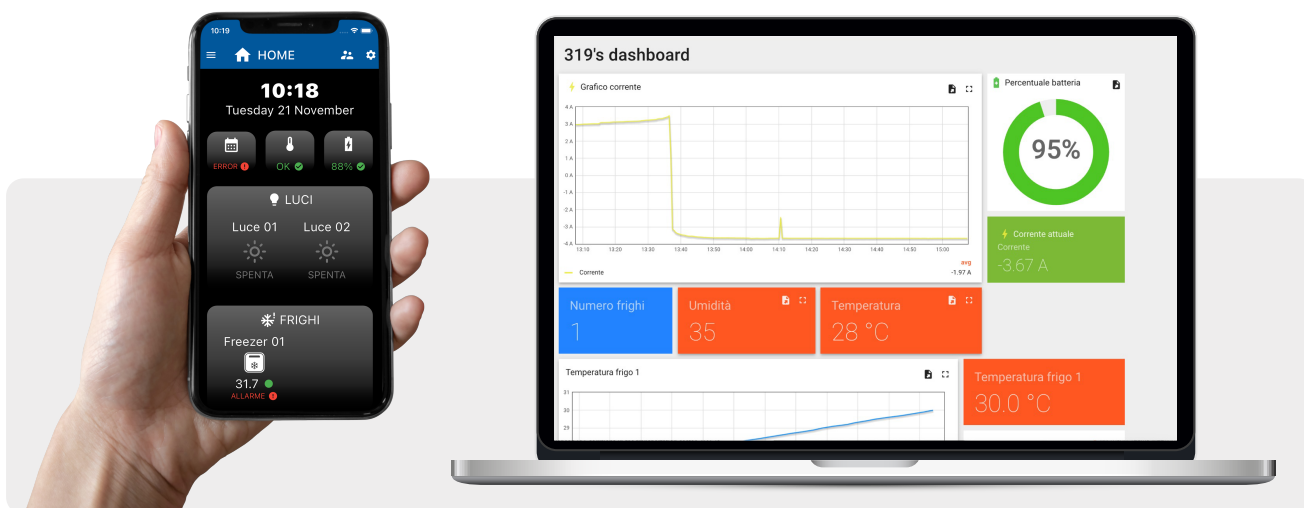 10:19
HOME
10:18
Tuesday 21 November
ERROR
OK
88%
LUCI
Luce 01 Luce 02
SPENTA SPENTA
FRIGHI
Freezer 01
31.7
ALLARME
319's dashboard
Grafico corrente
4 A
3 A
2 A
1 A
0 A
-1 A
-2 A
-3 A
-4 A
13:10 13:20 13:30 13:40 13:50 14:00 14:10 14:20 14:30 14:40 14:50 15:00
avg
Corrente -1.97 A
Percentuale batteria
95%
Corrente attuale
Corrente
-3.67 A
Numero frighi
1
Umidità
35
Temperatura
28 °C
Temperatura frigo 1
31
30
29
Temperatura frigo 1
30.0 °C